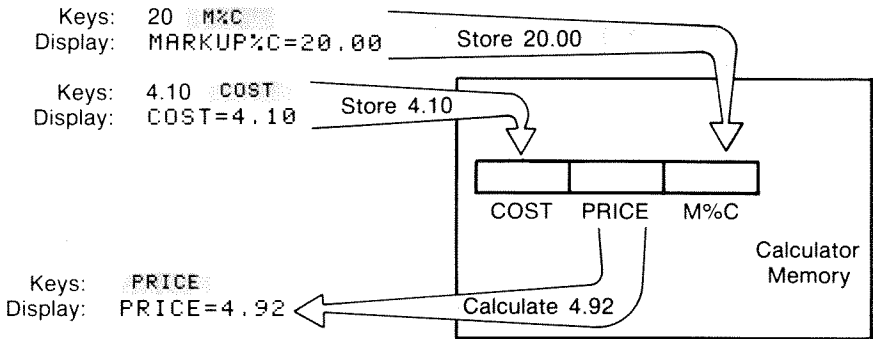 Keys: 20 M%C
Display: MARKUP%C=20.00
Store 20.00
Keys: 4.10 COST
Display: COST=4.10
Store 4.10
COST PRICE M%C
Calculator
Memory
Keys: PRICE
Display: PRICE=4.92
Calculate 4.92